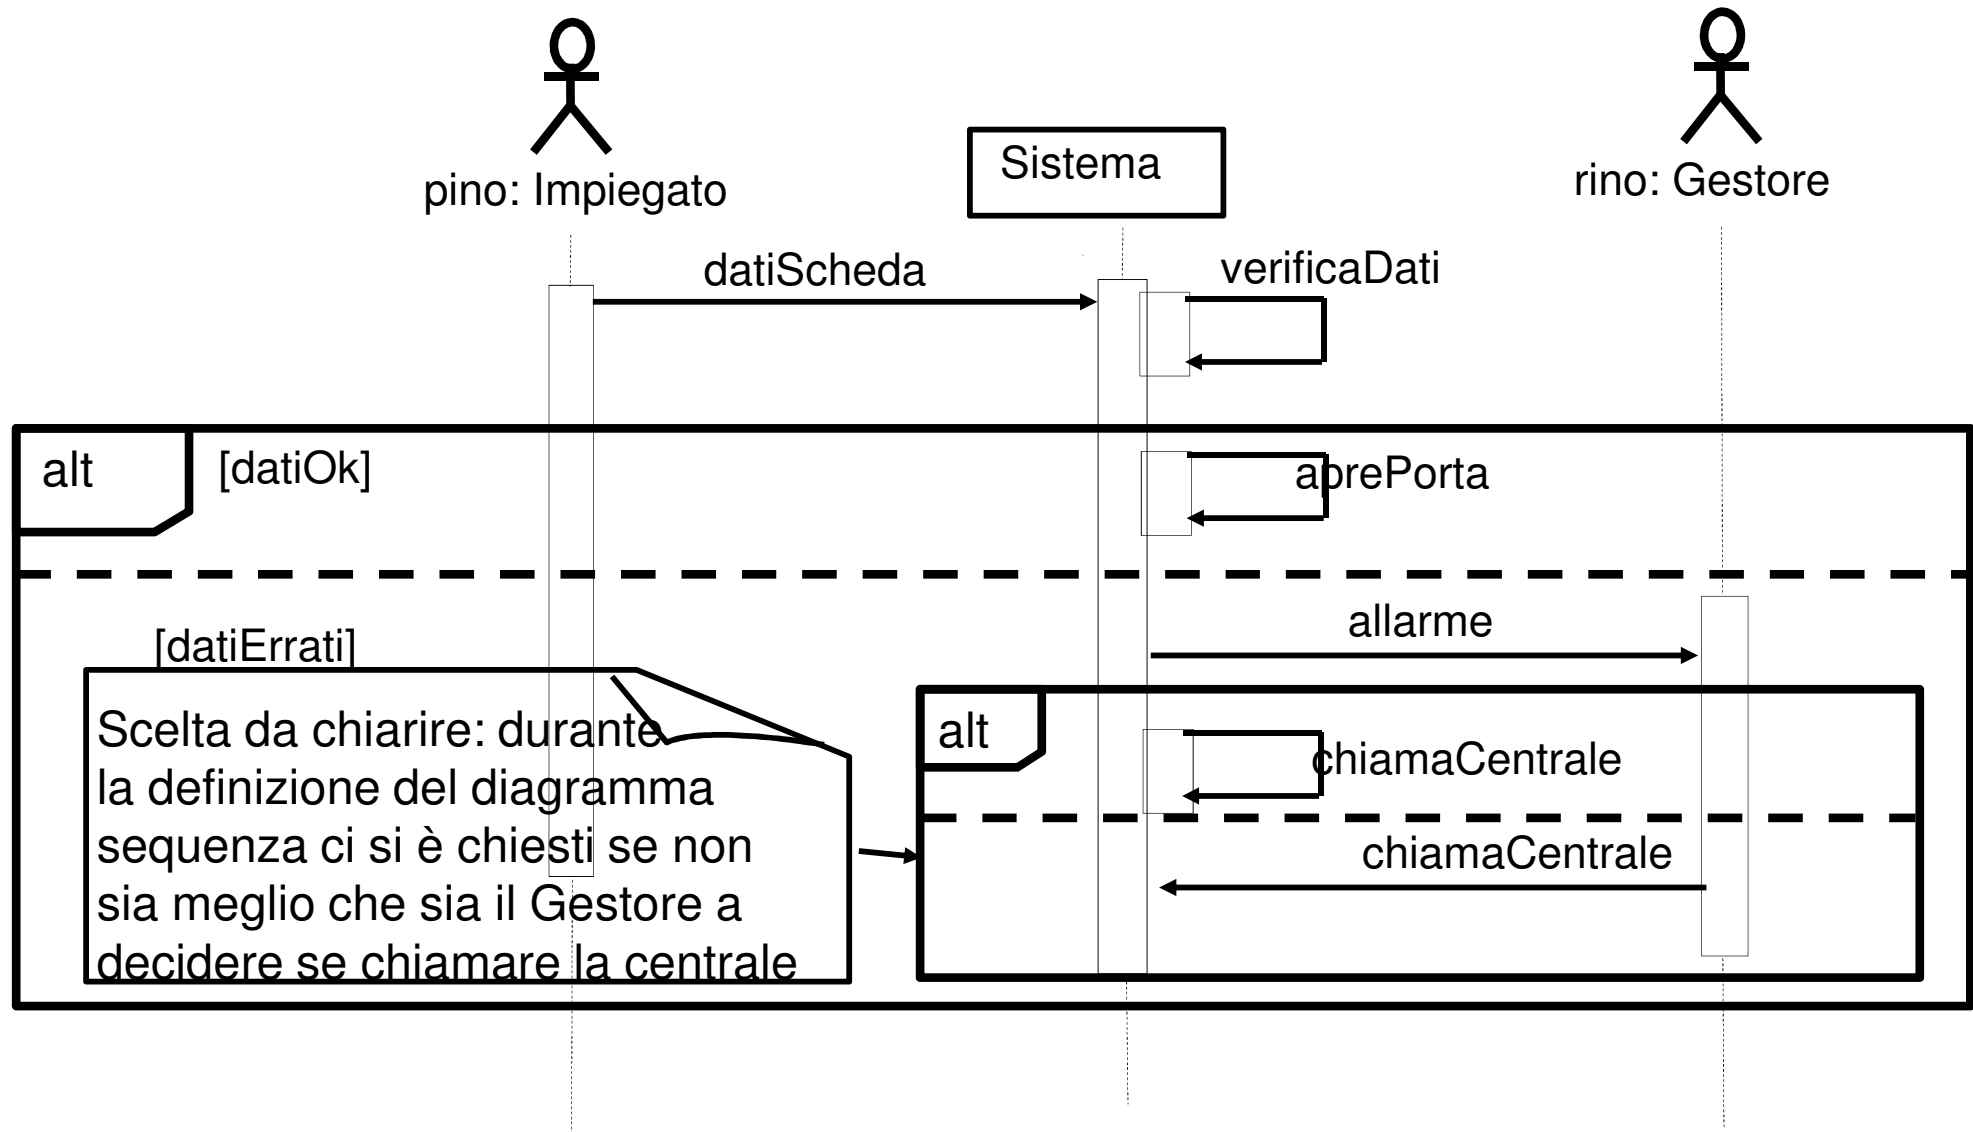 pino: Impiegato
Sistema
rino: Gestore
datiScheda
verificaDati
alt
[datiOk]
aprePorta
allarme
[datiErrati]
Scelta da chiarire: durante
la definizione del diagramma
sequenza ci si è chiesti se non
sia meglio che sia il Gestore a
decidere se chiamare la centrale
alt
chiamaCentrale
chiamaCentrale